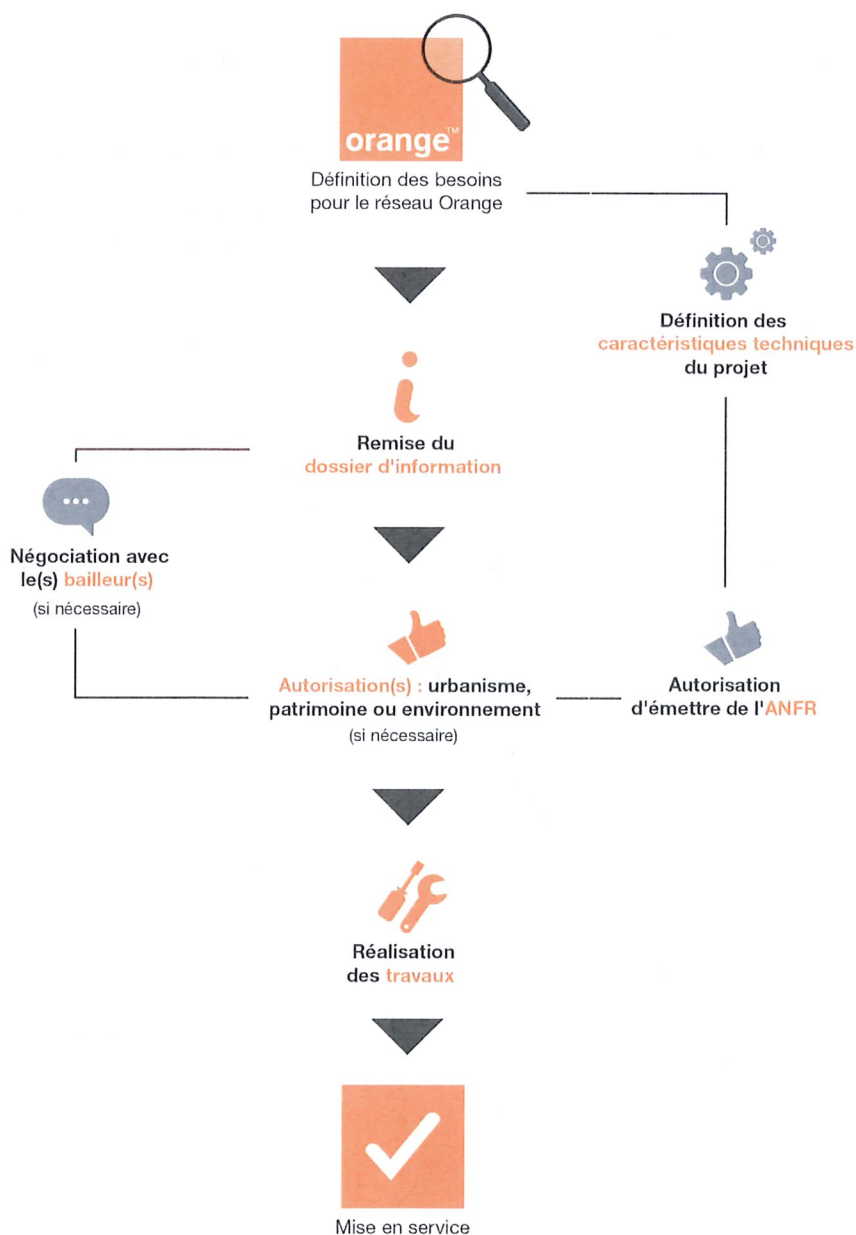 orange™
Définition des besoins
pour le réseau Orange
Définition des
caractéristiques techniques
du projet
Remise du
dossier d'information
Négociation avec
le(s) bailleur(s)
(si nécessaire)
Autorisation(s) : urbanisme,
patrimoine ou environnement
(si nécessaire)
Autorisation
d'émettre de l'ANFR
Réalisation
des travaux
Mise en service